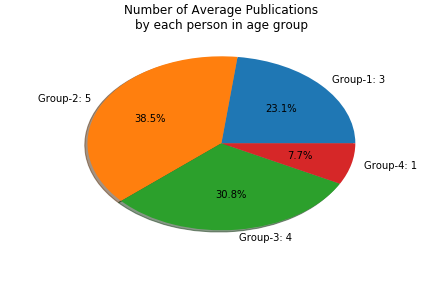 Number of Average Publications
by each person in age group
Group-1: 3
23.1%
Group-2: 5
38.5%
Group-3: 4
30.8%
Group-4: 1
7.7%